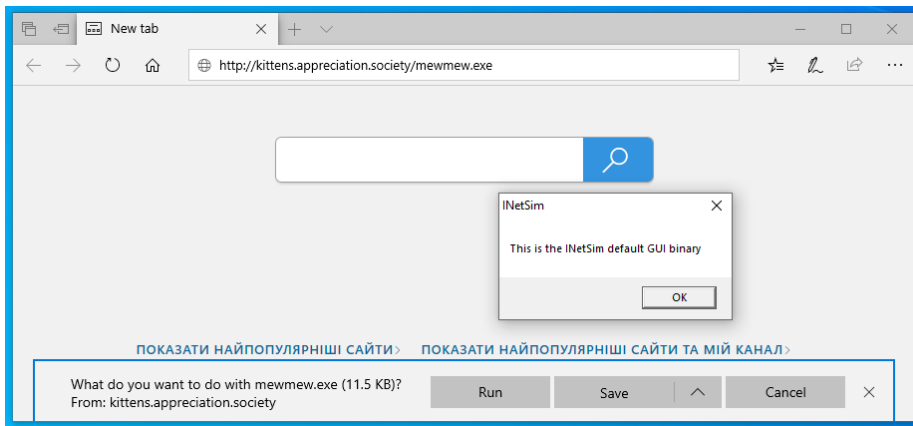 New tab
http://kittens.appreciation.society/mewmew.exe
INetSim
This is the INetSim default GUI binary
OK
ПОКАЗАТИ НАЙПОПУЛЯРНІШІ САЙТИ> ПОКАЗАТИ НАЙПОПУЛЯРНІШІ САЙТИ ТА МІЙ КАНАЛ>
What do you want to do with mewmew.exe (11.5 KB)?
From: kittens.appreciation.society
Run Save Cancel